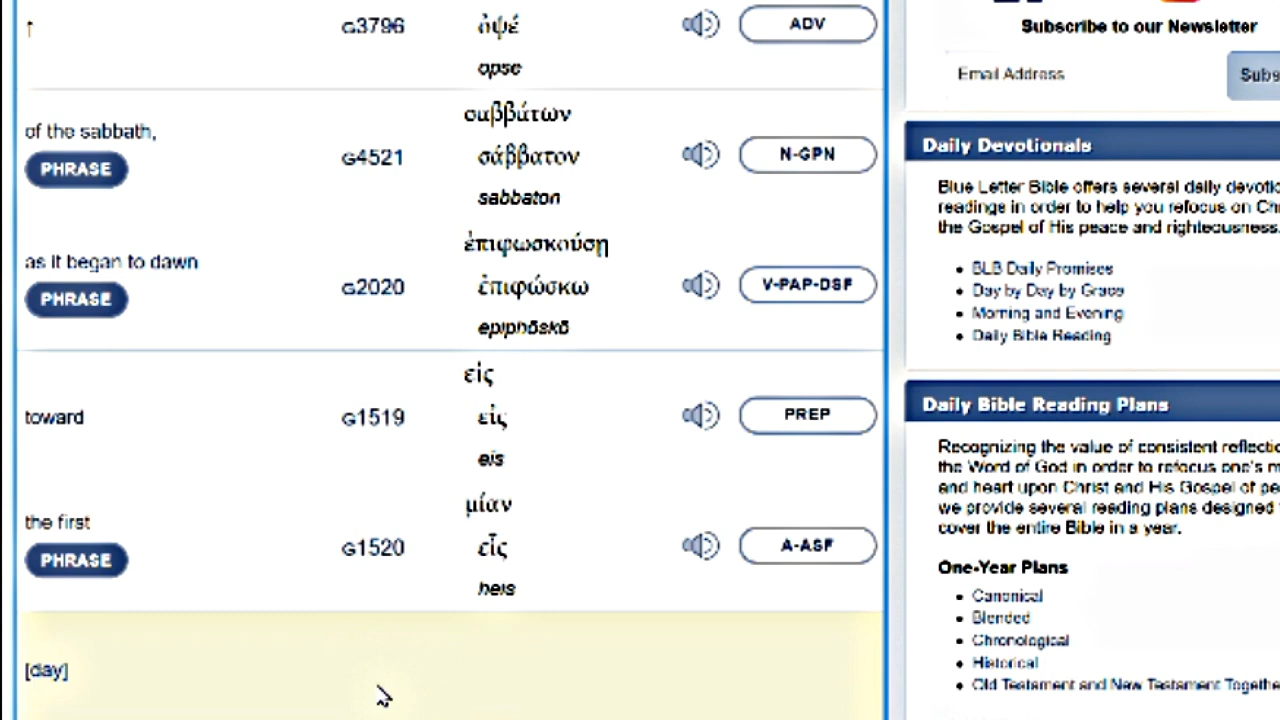 ↑ G3796 ὀψέ ADV
opse
of the sabbath, σαββάτων
PHRASE G4521 σάββατον N-GPN
sabbaton
as it began to dawn ἐπιφωσκούσῃ
PHRASE G2020 ἐπιφώσκω V-PAP-DSF
epiphōskō
εἰς
toward G1519 εἰς PREP
eis
the first μίαν
PHRASE G1520 εἷς A-ASF
heis
[day]
Subscribe to our Newsletter
Email Address Subs
Daily Devotionals
Blue Letter Bible offers several daily devotio
readings in order to help you refocus on Chr
the Gospel of His peace and righteousness.
BLB Daily Promises
Day by Day by Grace
Morning and Evening
Daily Bible Reading
Daily Bible Reading Plans
Recognizing the value of consistent reflectio
the Word of God in order to refocus one's m
and heart upon Christ and His Gospel of pe
we provide several reading plans designed
cover the entire Bible in a year.
One-Year Plans
Canonical
Blended
Chronological
Historical
Old Testament and New Testament Togethe